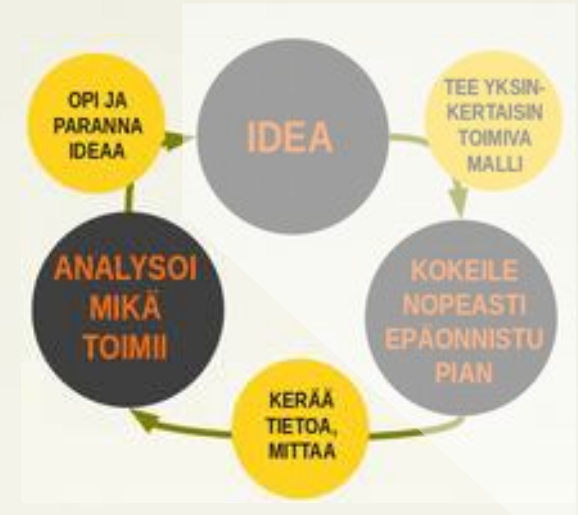 OPI JA
PARANNA
IDEAA
IDEA
TEE YKSIN-
KERTAISIN
TOIMIVA
MALLI
ANALYSOI
MIKÄ
TOIMII
KOKEILE
NOPEASTI
EPÄONNISTU
PIAN
KERÄÄ
TIETOA,
MITTAA